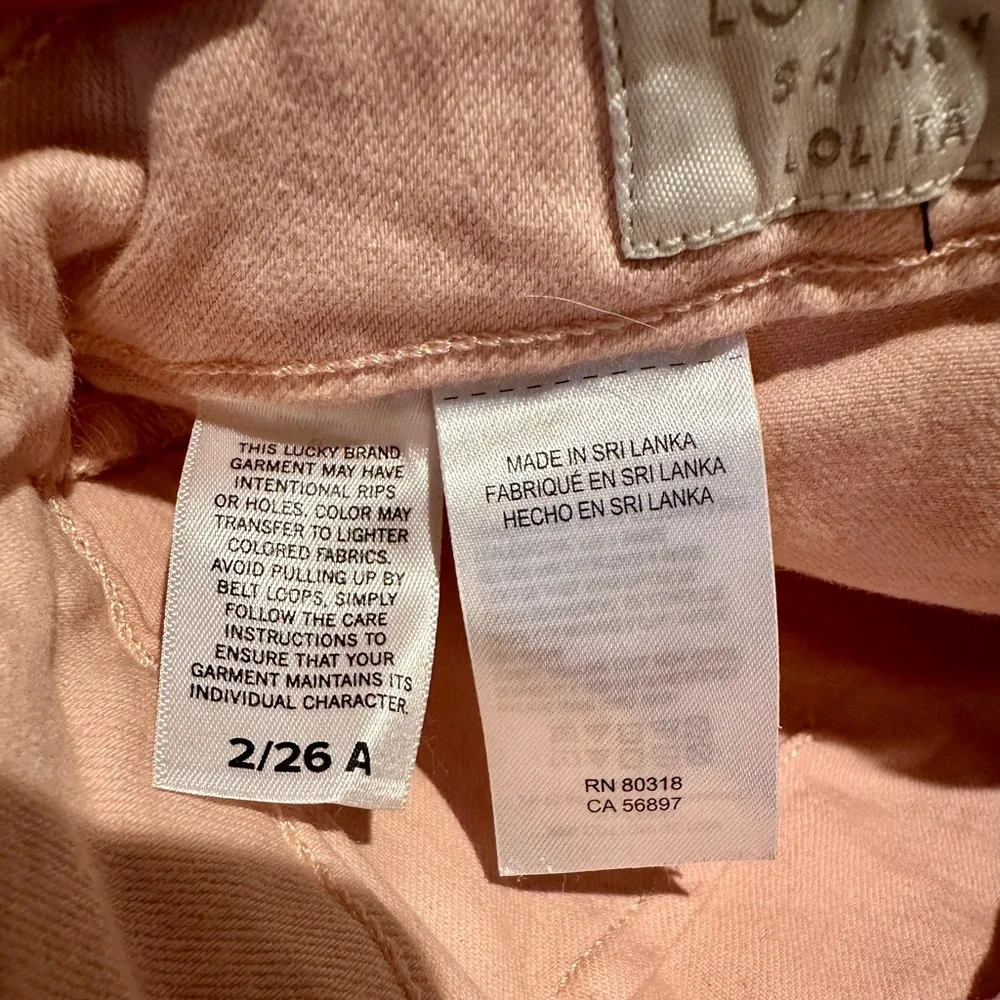 SKINNY
LOLITA
THIS LUCKY BRAND
GARMENT MAY HAVE
INTENTIONAL RIPS
OR HOLES. COLOR MAY
TRANSFER TO LIGHTER
COLORED FABRICS.
AVOID PULLING UP BY
BELT LOOPS, SIMPLY
FOLLOW THE CARE
INSTRUCTIONS TO
ENSURE THAT YOUR
GARMENT MAINTAINS ITS
INDIVIDUAL CHARACTER.
2/26 A
MADE IN SRI LANKA
FABRIQUÉ EN SRI LANKA
HECHO EN SRI LANKA
RN 80318
CA 56897